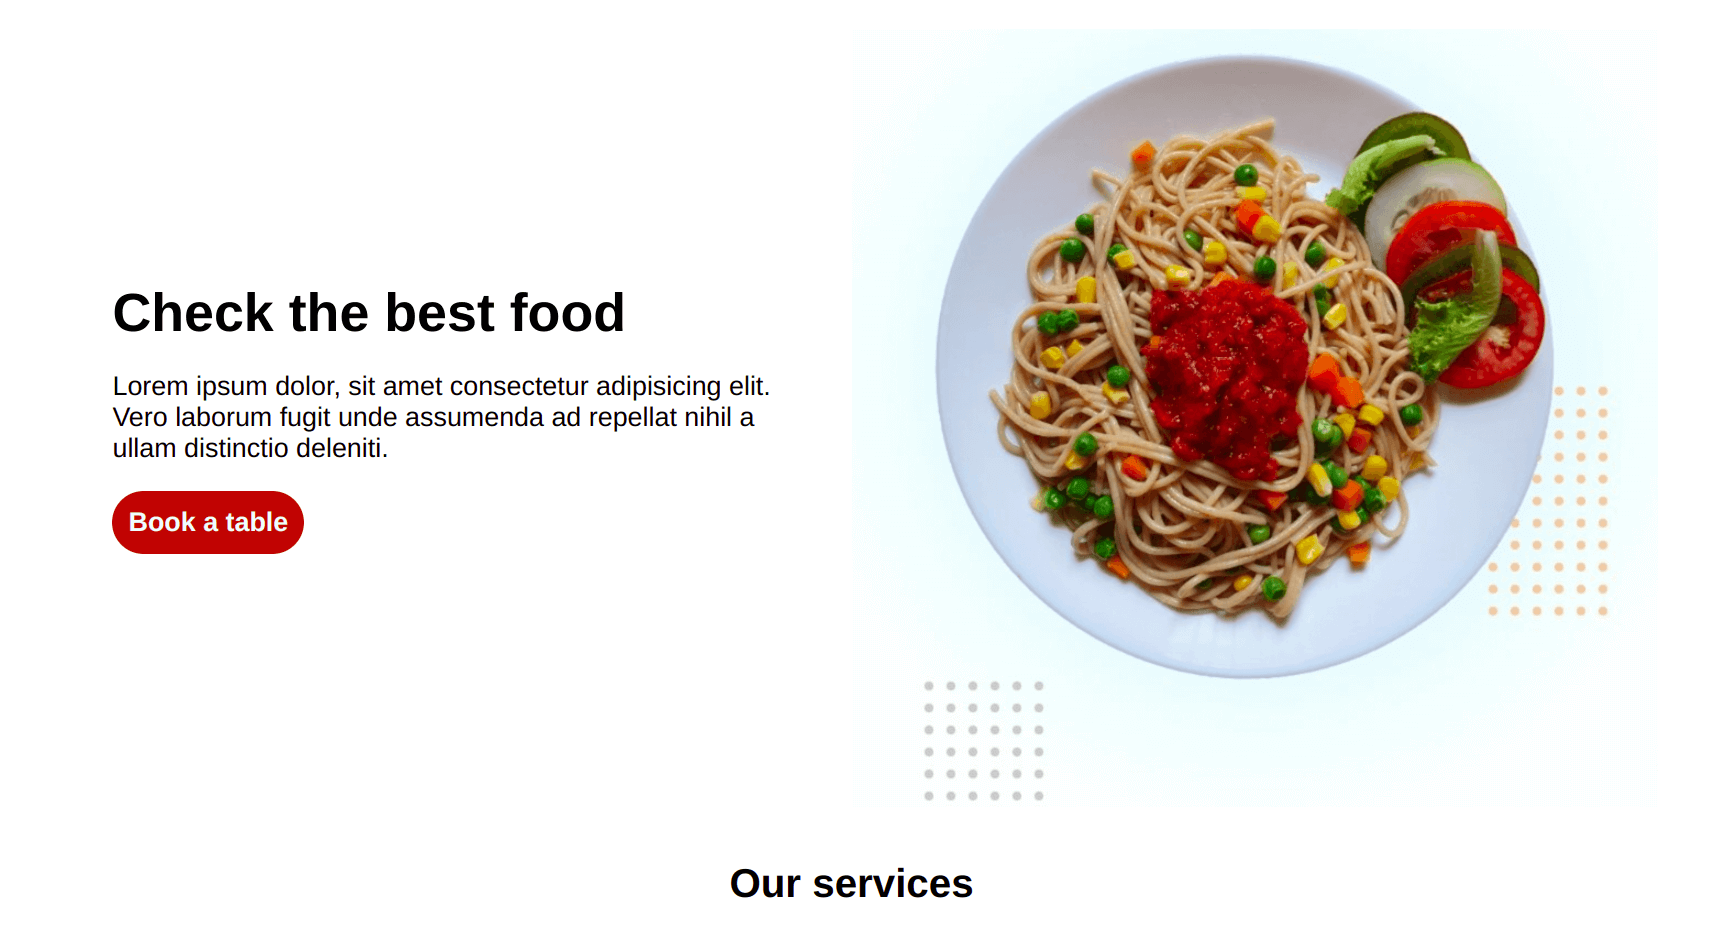 Check the best food
Lorem ipsum dolor, sit amet consectetur adipisicing elit.
Vero laborum fugit unde assumenda ad repellat nihil a
ullam distinctio deleniti.
Book a table
Our services